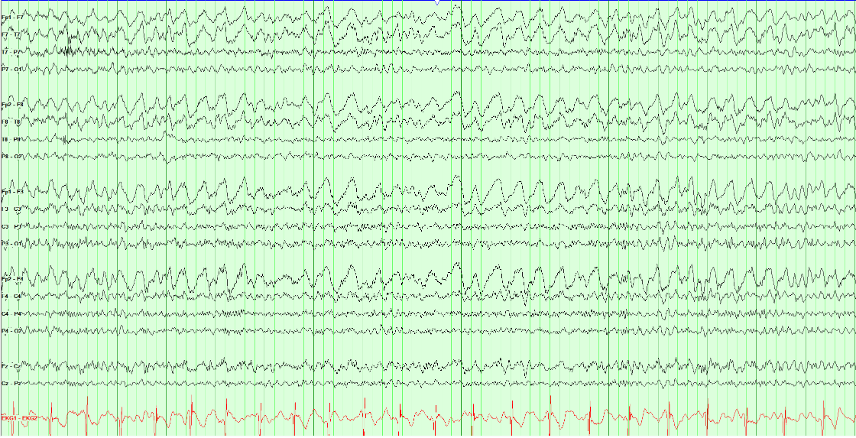 Fp1 - F7
F7 - T7
T7 - P7
P7 - O1
Fp2 - F8
F8 - T8
T8 - P8
P8 - O2
Fp1 - F3
F3 - C3
C3 - P3
P3 - O1
Fp2 - F4
F4 - C4
C4 - P4
P4 - O2
Fz - Cz
Cz - Pz
EKG1 - EKG2